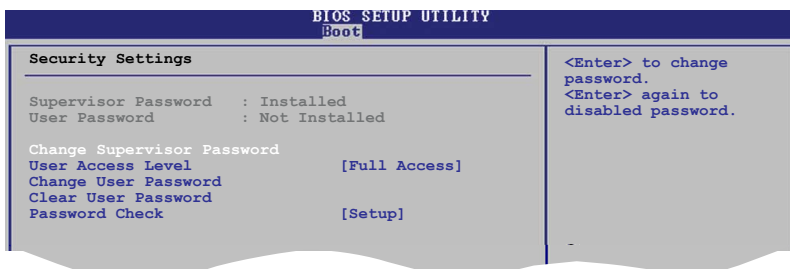 BIOS SETUP UTILITY
Boot
Security Settings
Supervisor Password : Installed
User Password : Not Installed
Change Supervisor Password
User Access Level [Full Access]
Change User Password
Clear User Password
Password Check [Setup]
<Enter> to change
password.
<Enter> again to
disabled password.